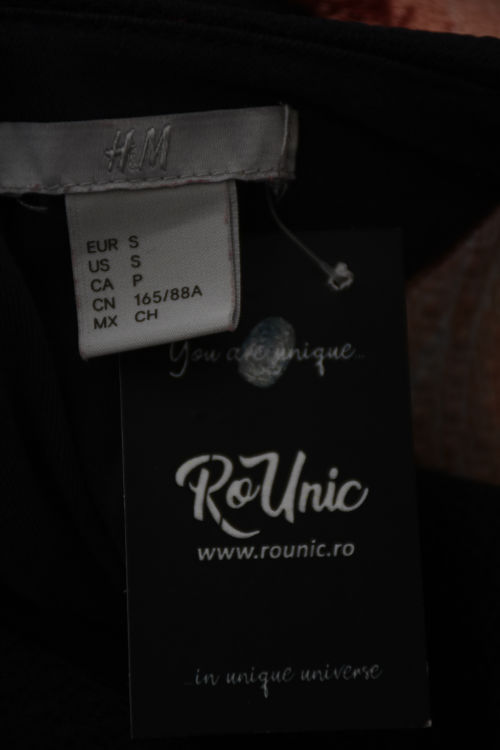 H&M
EUR S
US S
CA P
CN 165/88A
MX CH
You are unique...
RoUnic
www.rounic.ro
...in unique universe